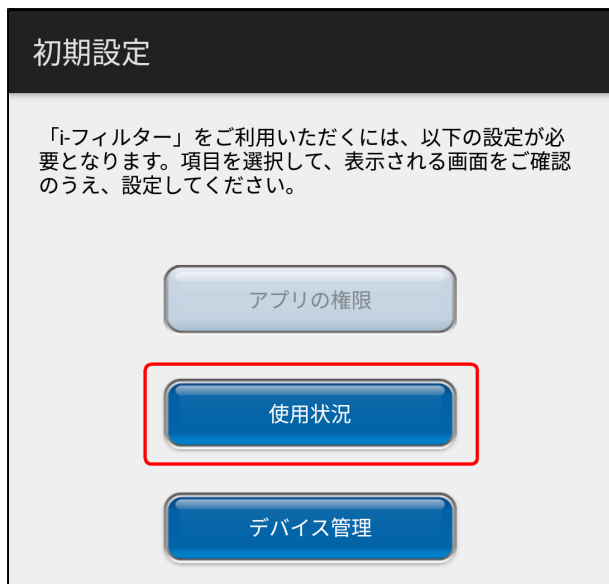 初期設定
「i-フィルター」をご利用いただくには、以下の設定が必
要となります。項目を選択して、表示される画面をご確認
のうえ、設定してください。
アプリの権限
使用状況
デバイス管理